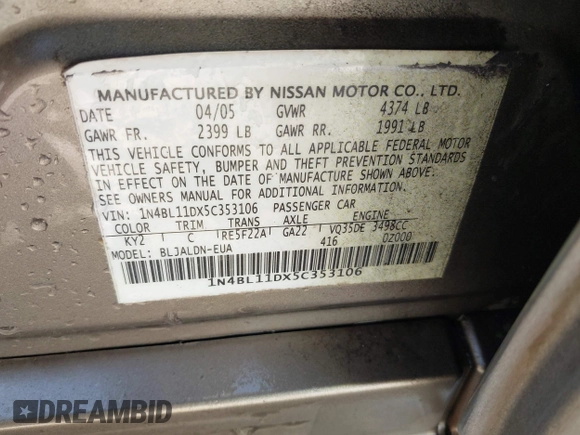 MANUFACTURED BY NISSAN MOTOR CO., LTD.
DATE 04/05 GVWR 4374 LB
GAWR FR. 2399 LB GAWR RR. 1991 LB
THIS VEHICLE CONFORMS TO ALL APPLICABLE FEDERAL MOTOR
VEHICLE SAFETY, BUMPER AND THEFT PREVENTION STANDARDS
IN EFFECT ON THE DATE OF MANUFACTURE SHOWN ABOVE.
SEE OWNERS MANUAL FOR ADDITIONAL INFORMATION.
VIN: 1N4BL11DX5C353106 PASSENGER CAR
COLOR TRIM TRANS AXLE ENGINE
KY2 C RE5F22A GA22 VQ35DE 3498CC
MODEL: BLJALDN-EUA 416 0Z000
1N4BL11DX5C353106
DREAMBID